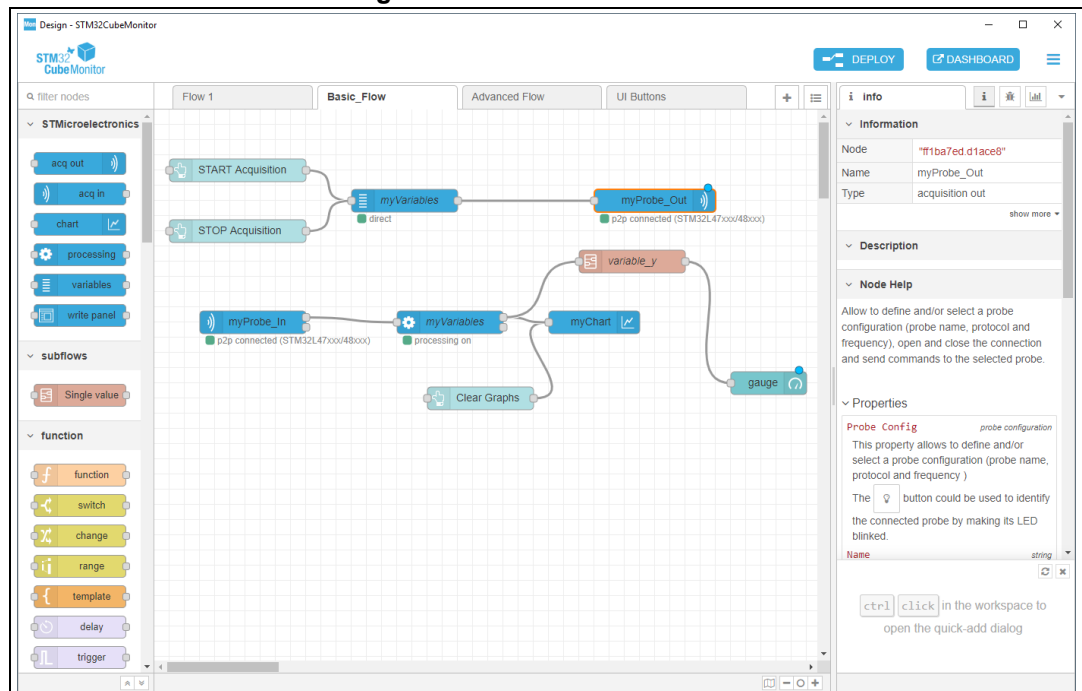 Design - STM32CubeMonitor
STM32
CubeMonitor
DEPLOY
DASHBOARD
filter nodes
Flow 1
Basic_Flow
Advanced Flow
UI Buttons
i info
STMicroelectronics
acq out
acq in
chart
processing
variables
write panel
subflows
Single value
function
function
switch
change
range
template
delay
trigger
START Acquisition
STOP Acquisition
myVariables
direct
myProbe_Out
p2p connected (STM32L47xxx/48xxx)
variable_y
myProbe_In
p2p connected (STM32L47xxx/48xxx)
myVariables
processing on
myChart
gauge
Clear Graphs
Information
Node "ff1ba7ed.d1ace8"
Name myProbe_Out
Type acquisition out
show more
Description
Node Help
Allow to define and/or select a probe
configuration (probe name, protocol and
frequency), open and close the connection
and send commands to the selected probe.
Properties
Probe Config probe configuration
This property allows to define and/or
select a probe configuration (probe name,
protocol and frequency )
The button could be used to identify
the connected probe by making its LED
blinked.
Name string
ctrl click in the workspace to
open the quick-add dialog